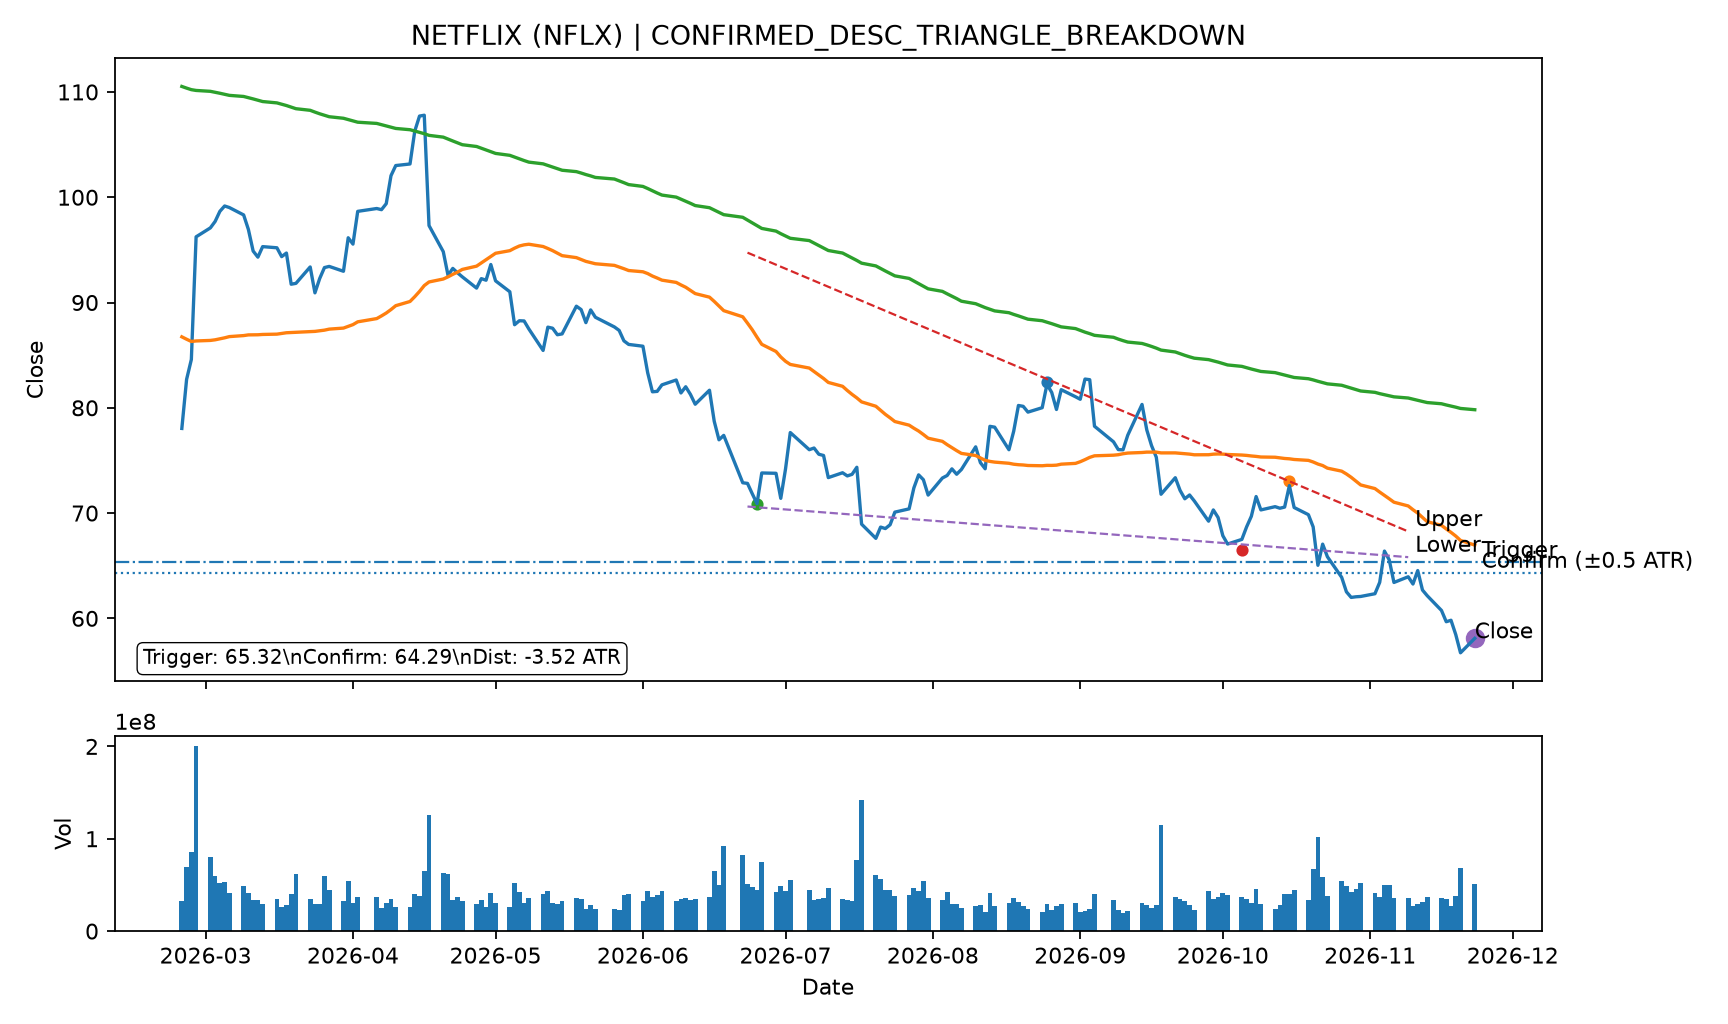 NETFLIX (NFLX) | CONFIRMED_DESC_TRIANGLE_BREAKDOWN
110
100
90
80
70
60
Close
Upper
Lower
Trigger
Confirm (±0.5 ATR)
Close
Trigger: 65.32\nConfirm: 64.29\nDist: -3.52 ATR
1e8
2
1
0
Vol
2026-03
2026-04
2026-05
2026-06
2026-07
2026-08
2026-09
2026-10
2026-11
2026-12
Date